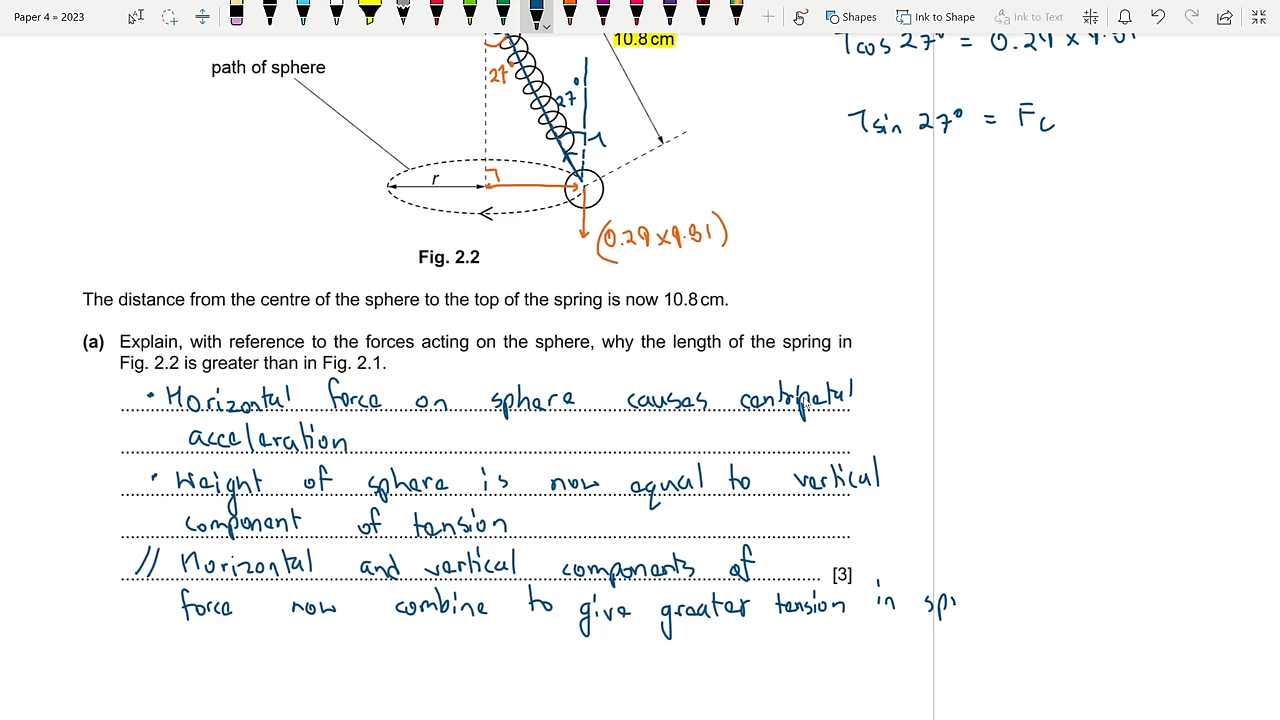 Paper 4 » 2023
Shapes
Ink to Shape
Ink to Text
10.8 cm
T cos 27° = 0.29 × 9.81
path of sphere
27°
27°
T sin 27° = Fc
T
r
(0.29 × 9.81)
Fig. 2.2
The distance from the centre of the sphere to the top of the spring is now 10.8 cm.
(a) Explain, with reference to the forces acting on the sphere, why the length of the spring in
Fig. 2.2 is greater than in Fig. 2.1.
• Horizontal force on sphere causes centripetal
acceleration
• Weight of sphere is now equal to vertical
component of tension
// Horizontal and vertical components of
[3]
force now combine to give greater tension in spr